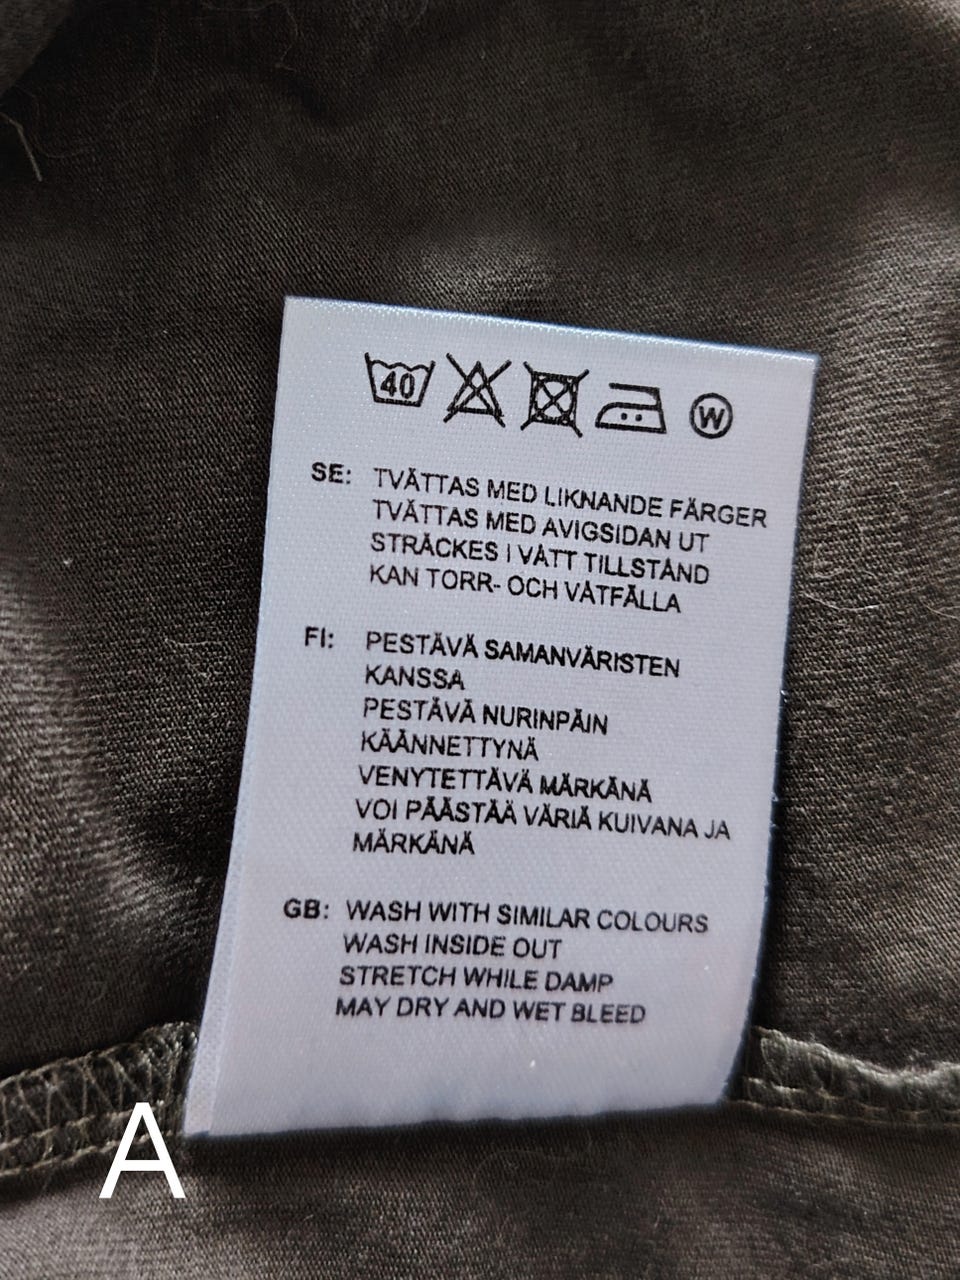 40 W
SE: TVÄTTAS MED LIKNANDE FÄRGER
TVÄTTAS MED AVIGSIDAN UT
STRÄCKES I VÅTT TILLSTÅND
KAN TORR- OCH VÅTFÄLLA
FI: PESTÄVÄ SAMANVÄRISTEN
KANSSA
PESTÄVÄ NURINPÄIN
KÄÄNNETTYNÄ
VENYTETTÄVÄ MÄRKÄNÄ
VOI PÄÄSTÄÄ VÄRIÄ KUIVANA JA
MÄRKÄNÄ
GB: WASH WITH SIMILAR COLOURS
WASH INSIDE OUT
STRETCH WHILE DAMP
MAY DRY AND WET BLEED
A